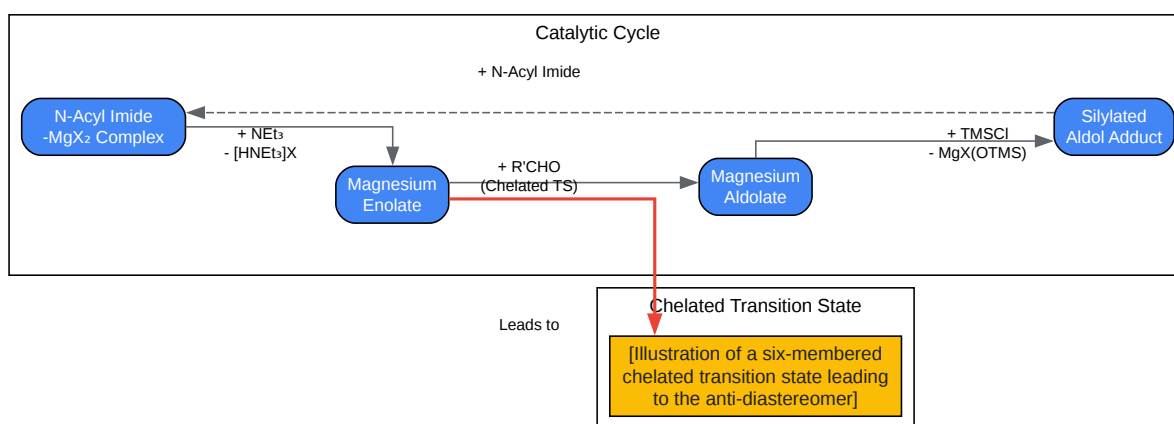 Catalytic Cycle
+ N-Acyl Imide
N-Acyl Imide
-MgX₂ Complex
+ NEt₃
- [HNEt₃]X
Magnesium
Enolate
+ R'CHO
(Chelated TS)
Magnesium
Aldolate
+ TMSCl
- MgX(OTMS)
Silylated
Aldol Adduct
Leads to
Chelated Transition State
[Illustration of a six-membered
chelated transition state leading
to the anti-diastereomer]